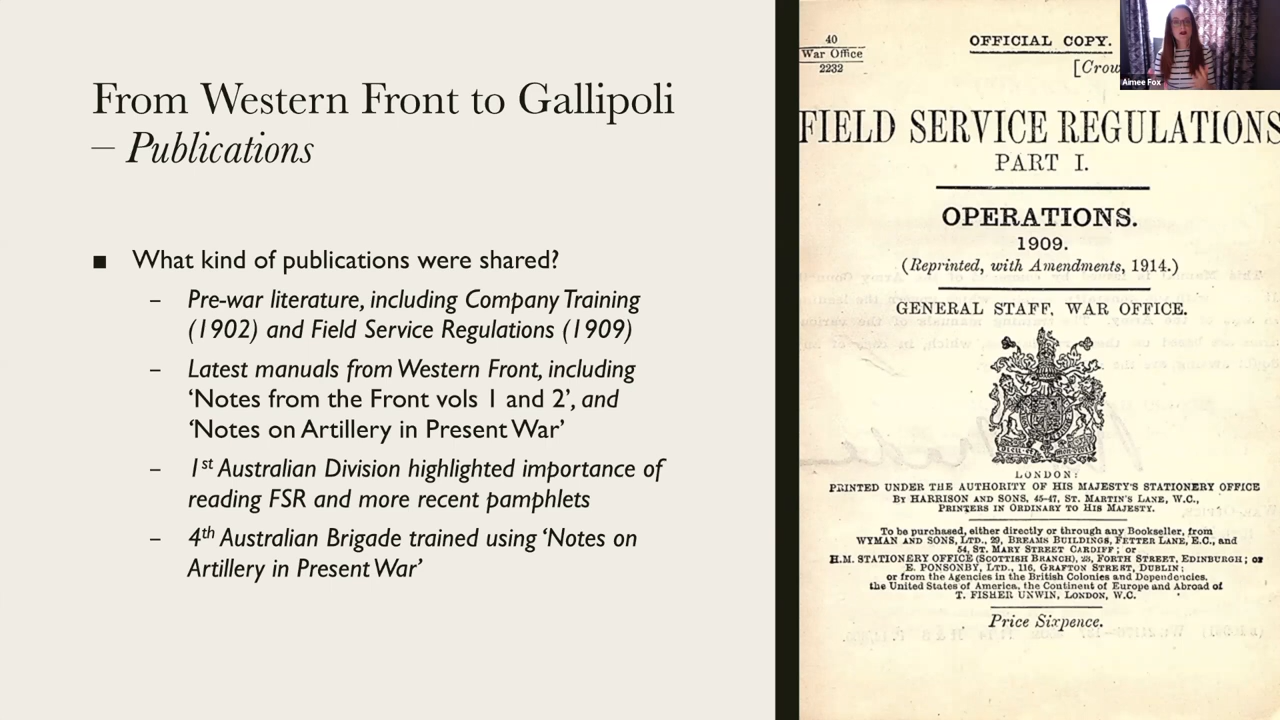 From Western Front to Gallipoli
– Publications
■ What kind of publications were shared?
– Pre-war literature, including Company Training
(1902) and Field Service Regulations (1909)
– Latest manuals from Western Front, including
‘Notes from the Front vols 1 and 2’, and
‘Notes on Artillery in Present War’
– 1st Australian Division highlighted importance of
reading FSR and more recent pamphlets
– 4th Australian Brigade trained using ‘Notes on
Artillery in Present War’
40
War Office
2232
OFFICIAL COPY.
[Crow
Aimee Fox
FIELD SERVICE REGULATIONS
PART I.
OPERATIONS.
1909.
(Reprinted, with Amendments, 1914.)
GENERAL STAFF, WAR OFFICE.
LONDON:
PRINTED UNDER THE AUTHORITY OF HIS MAJESTY'S STATIONERY OFFICE
BY HARRISON AND SONS, 45-47, ST. MARTIN'S LANE, W.C.,
PRINTERS IN ORDINARY TO HIS MAJESTY.
To be purchased, either directly or through any Bookseller, from
WYMAN AND SONS, LTD., 29, BREAMS BUILDINGS, FETTER LANE, E.C., and
54, ST. MARY STREET CARDIFF; or
H.M. STATIONERY OFFICE (SCOTTISH BRANCH), 23, FORTH STREET, EDINBURGH; or
E. PONSONBY, LTD., 116, GRAFTON STREET, DUBLIN;
or from the Agencies in the British Colonies and Dependencies,
the United States of America, the Continent of Europe and Abroad of
T. FISHER UNWIN, LONDON, W.C.
Price Sixpence.